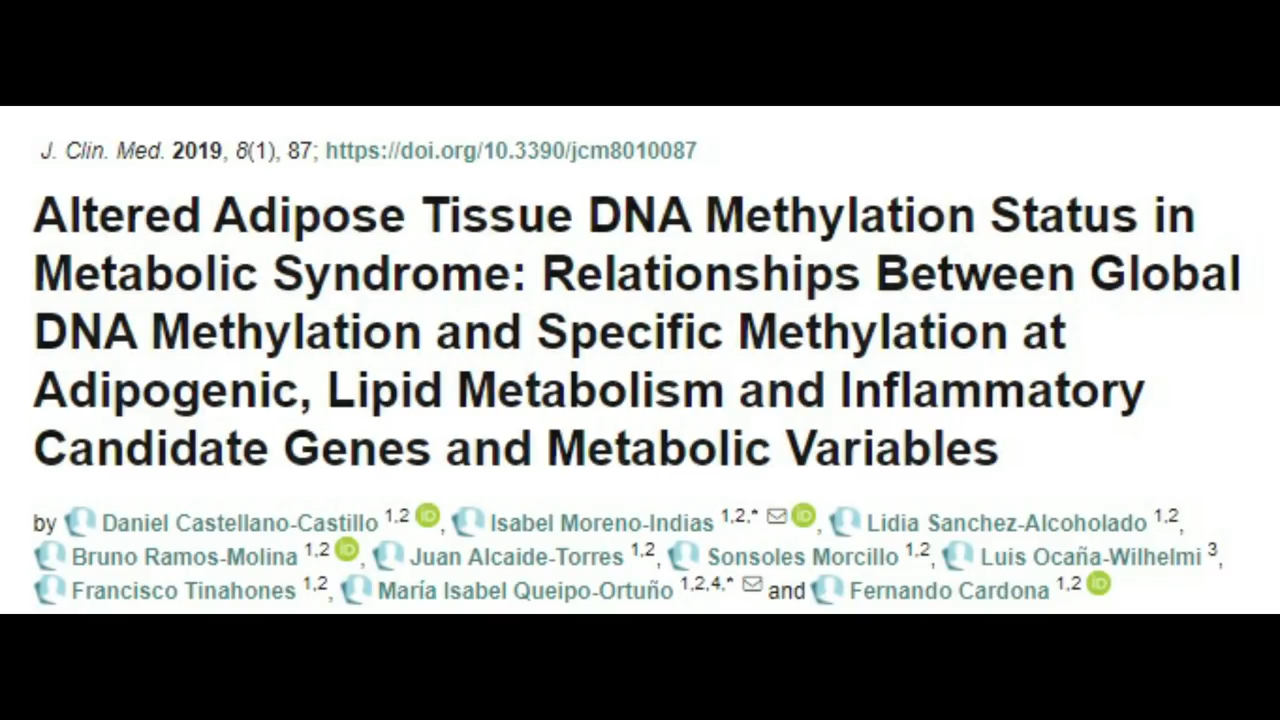 J. Clin. Med. 2019, 8(1), 87; https://doi.org/10.3390/jcm8010087
Altered Adipose Tissue DNA Methylation Status in
Metabolic Syndrome: Relationships Between Global
DNA Methylation and Specific Methylation at
Adipogenic, Lipid Metabolism and Inflammatory
Candidate Genes and Metabolic Variables
by Daniel Castellano-Castillo 1,2 iD, Isabel Moreno-Indias 1,2,* iD, Lidia Sanchez-Alcoholado 1,2,
Bruno Ramos-Molina 1,2 iD, Juan Alcaide-Torres 1,2, Sonsoles Morcillo 1,2, Luis Ocaña-Wilhelmi 3,
Francisco Tinahones 1,2, María Isabel Queipo-Ortuño 1,2,4,* and Fernando Cardona 1,2 iD